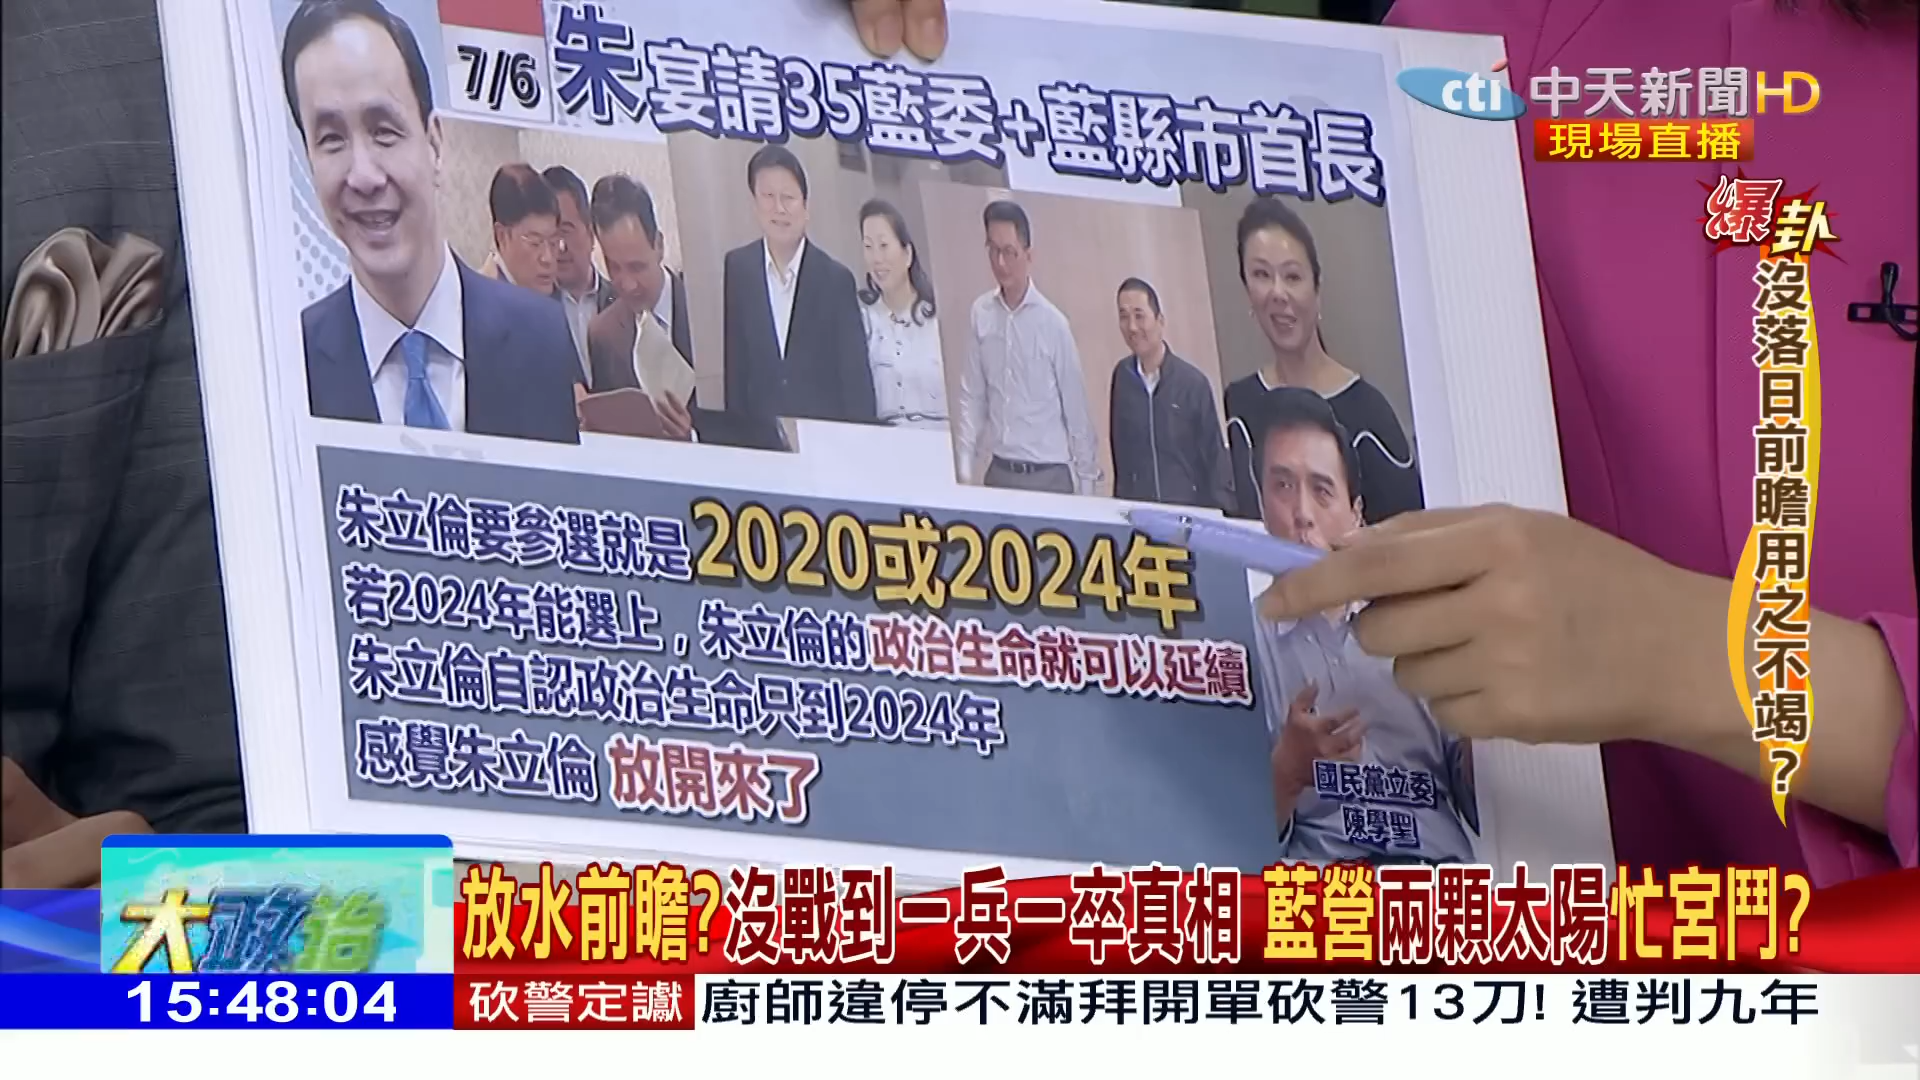 7/6 朱宴請35藍委+藍縣市首長
cti 中天新聞HD
現場直播
爆卦
沒落日前瞻用之不竭?
朱立倫要參選就是2020或2024年
若2024年能選上，朱立倫的政治生命就可以延續
朱立倫自認政治生命只到2024年
感覺朱立倫 放開來了
國民黨立委
陳學聖
大政治
放水前瞻?沒戰到一兵一卒真相 藍營兩顆太陽忙宮鬥?
15:48:04
砍警定讞 廚師違停不滿拜開單砍警13刀! 遭判九年